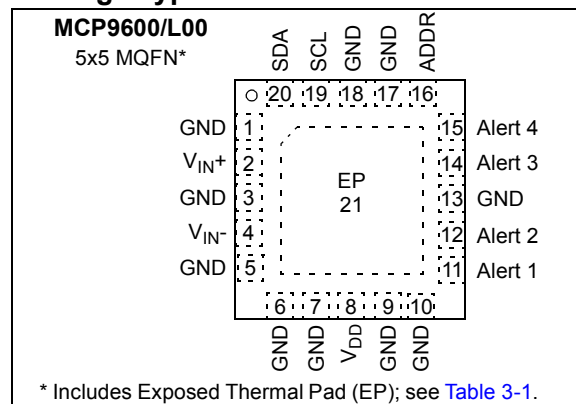 MCP9600/L00
5x5 MQFN*
SDA
SCL
GND
GND
ADDR
20 19 18 17 16
GND 1
VIN+ 2
GND 3
VIN- 4
GND 5
EP
21
15 Alert 4
14 Alert 3
13 GND
12 Alert 2
11 Alert 1
6 7 8 9 10
GND
GND
VDD
GND
GND
* Includes Exposed Thermal Pad (EP); see Table 3-1.